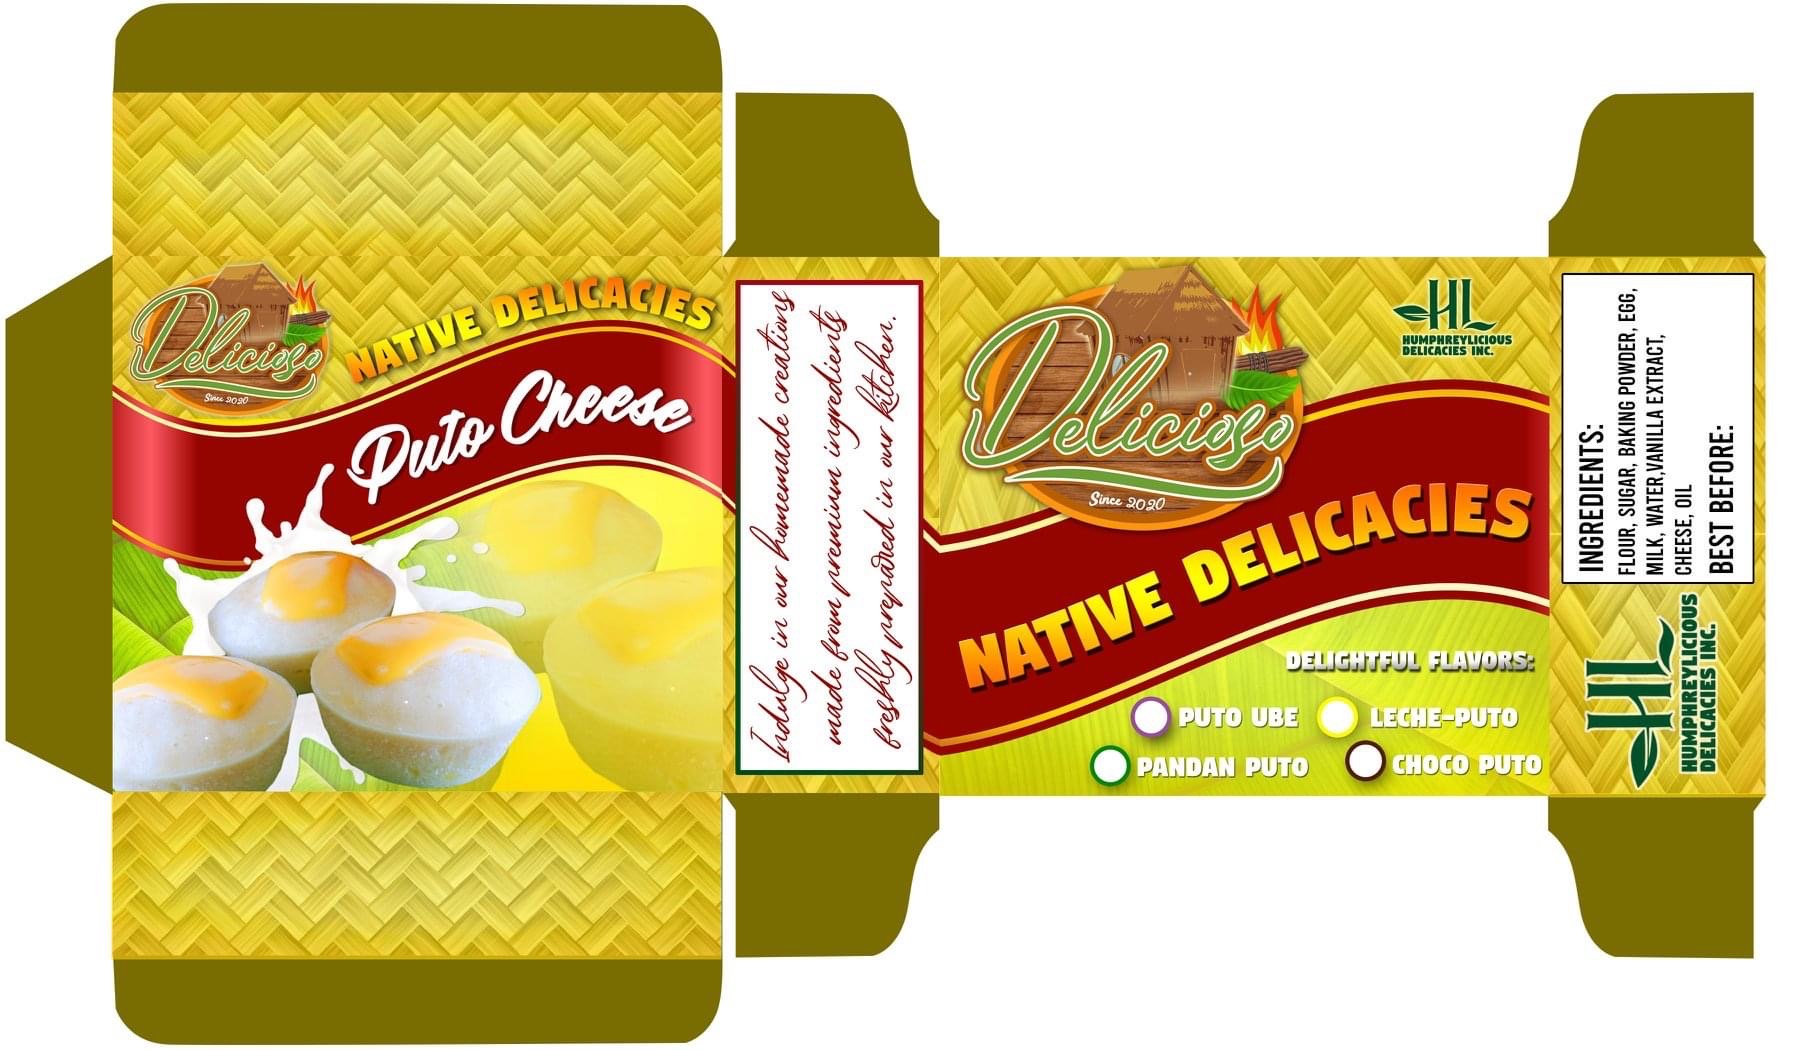 Delicioso
Since 2020
NATIVE DELICACIES
Puto Cheese
Indulge in our homemade creations
made from premium ingredients
freshly prepared in our kitchen.
Delicioso
Since 2020
HL
HUMPHREYLICIOUS
DELICACIES INC.
NATIVE DELICACIES
DELIGHTFUL FLAVORS:
PUTO UBE
LECHE-PUTO
PANDAN PUTO
CHOCO PUTO
INGREDIENTS:
FLOUR, SUGAR, BAKING POWDER, EGG,
MILK, WATER,VANILLA EXTRACT,
CHEESE, OIL
BEST BEFORE:
HL
HUMPHREYLICIOUS
DELICACIES INC.